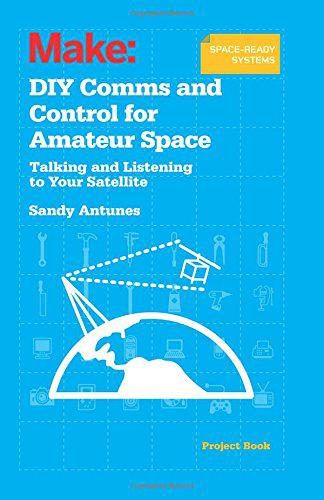 Make:
SPACE-READY
SYSTEMS
DIY Comms and
Control for
Amateur Space
Talking and Listening
to Your Satellite
Sandy Antunes
Project Book